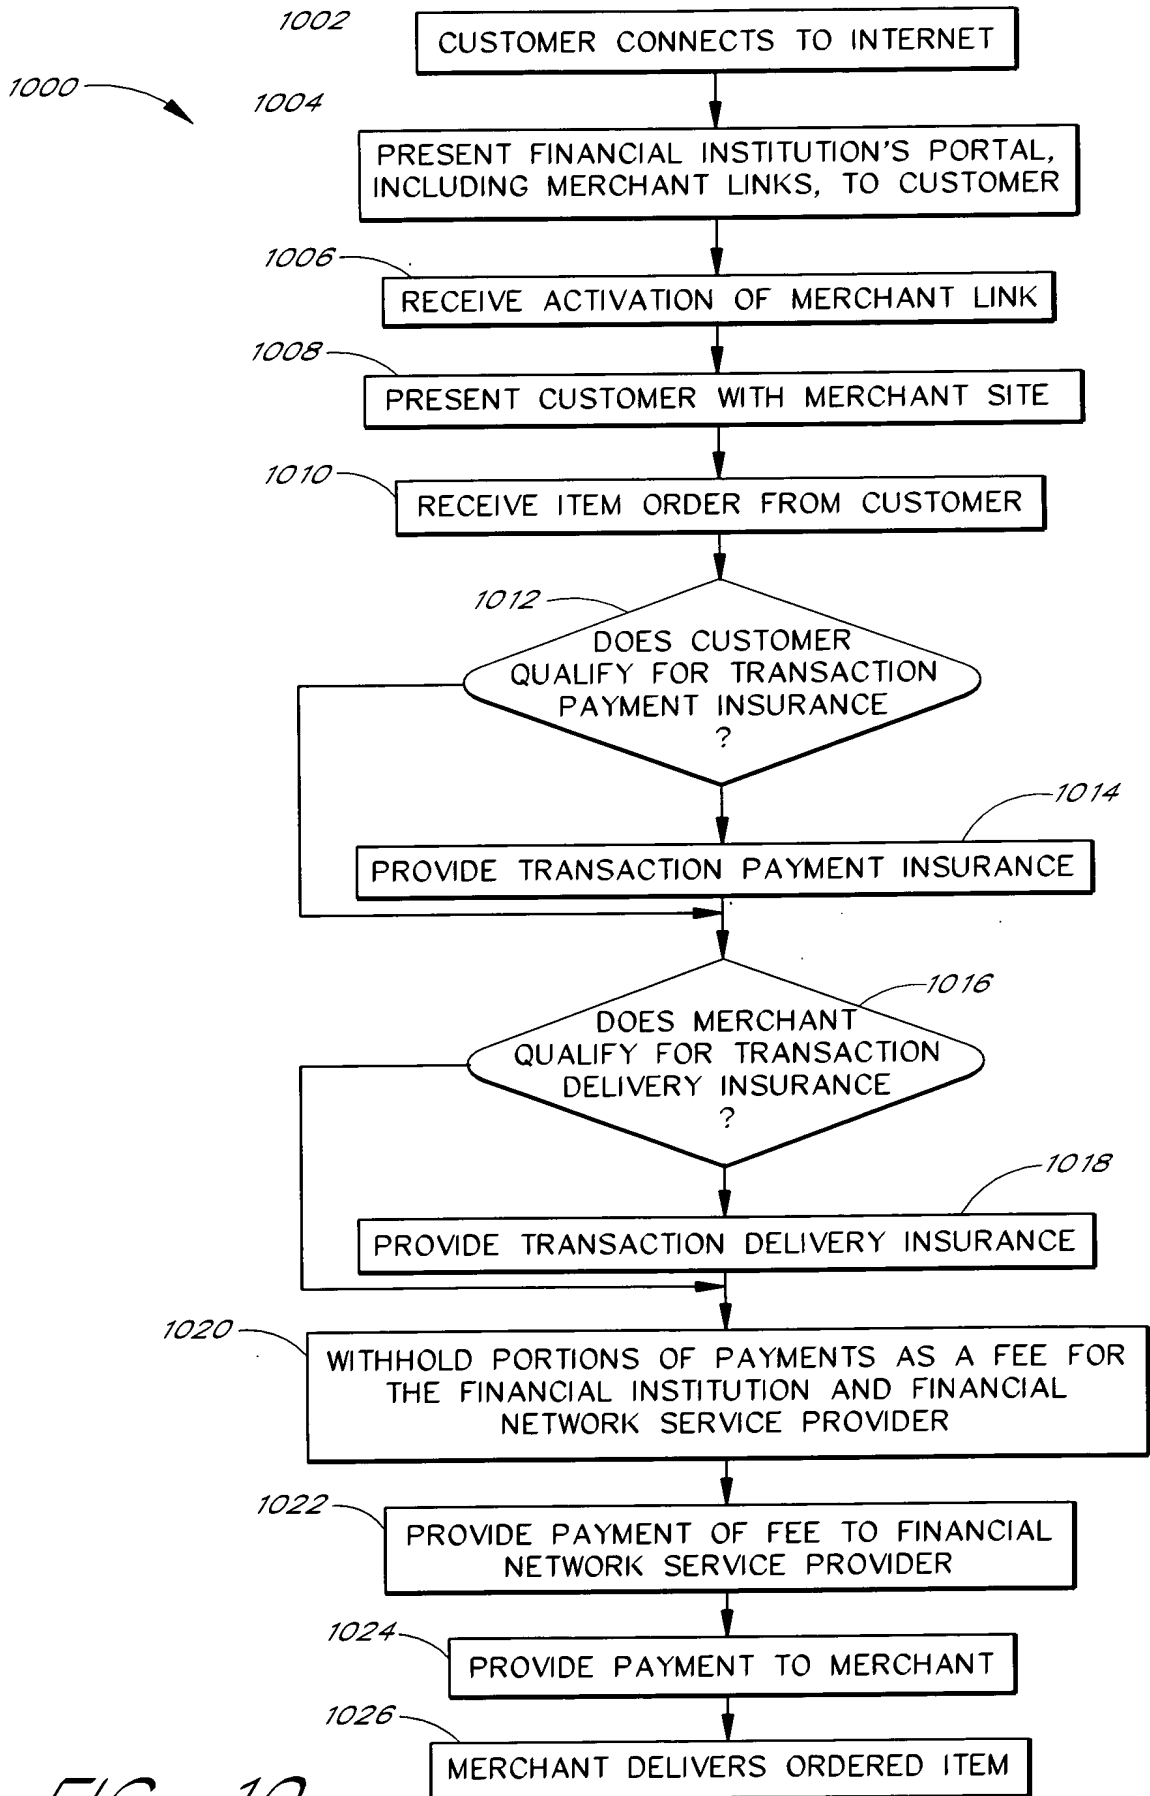 1002
CUSTOMER CONNECTS TO INTERNET
1000
1004
PRESENT FINANCIAL INSTITUTION'S PORTAL,
INCLUDING MERCHANT LINKS, TO CUSTOMER
1006
RECEIVE ACTIVATION OF MERCHANT LINK
1008
PRESENT CUSTOMER WITH MERCHANT SITE
1010
RECEIVE ITEM ORDER FROM CUSTOMER
1012
DOES CUSTOMER
QUALIFY FOR TRANSACTION
PAYMENT INSURANCE
?
1014
PROVIDE TRANSACTION PAYMENT INSURANCE
1016
DOES MERCHANT
QUALIFY FOR TRANSACTION
DELIVERY INSURANCE
?
1018
PROVIDE TRANSACTION DELIVERY INSURANCE
1020
WITHHOLD PORTIONS OF PAYMENTS AS A FEE FOR
THE FINANCIAL INSTITUTION AND FINANCIAL
NETWORK SERVICE PROVIDER
1022
PROVIDE PAYMENT OF FEE TO FINANCIAL
NETWORK SERVICE PROVIDER
1024
PROVIDE PAYMENT TO MERCHANT
1026
MERCHANT DELIVERS ORDERED ITEM
FIG. 10